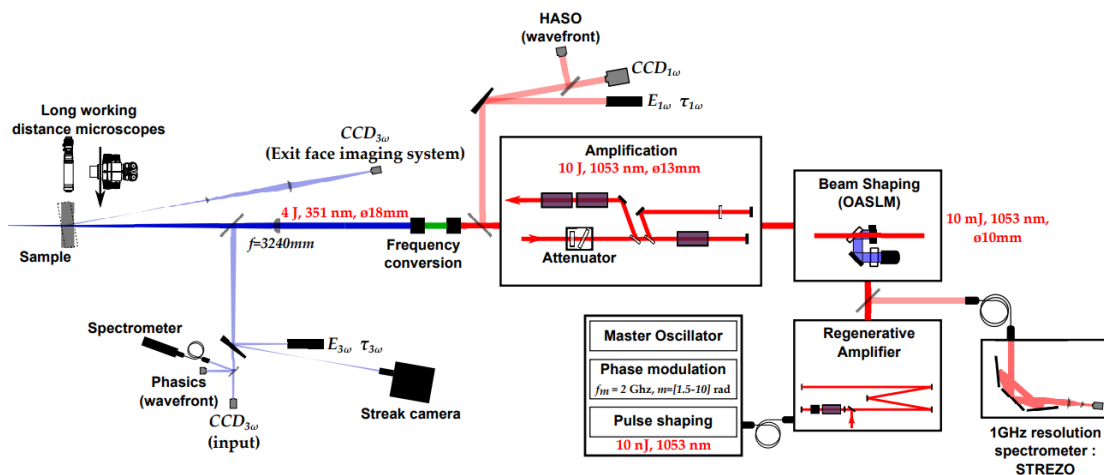 HASO
(wavefront)
CCD1ω
E1ω τ1ω
Long working
distance microscopes
CCD3ω
(Exit face imaging system)
Amplification
10 J, 1053 nm, ø13mm
Attenuator
4 J, 351 nm, ø18mm
f=3240mm
Frequency
conversion
Sample
Beam Shaping
(OASLM)
10 mJ, 1053 nm,
ø10mm
Spectrometer
Phasics
(wavefront)
E3ω τ3ω
Streak camera
CCD3ω
(input)
Master Oscillator
Phase modulation
fm = 2 Ghz, m=[1.5-10] rad
Pulse shaping
10 nJ, 1053 nm
Regenerative
Amplifier
1GHz resolution
spectrometer :
STREZO